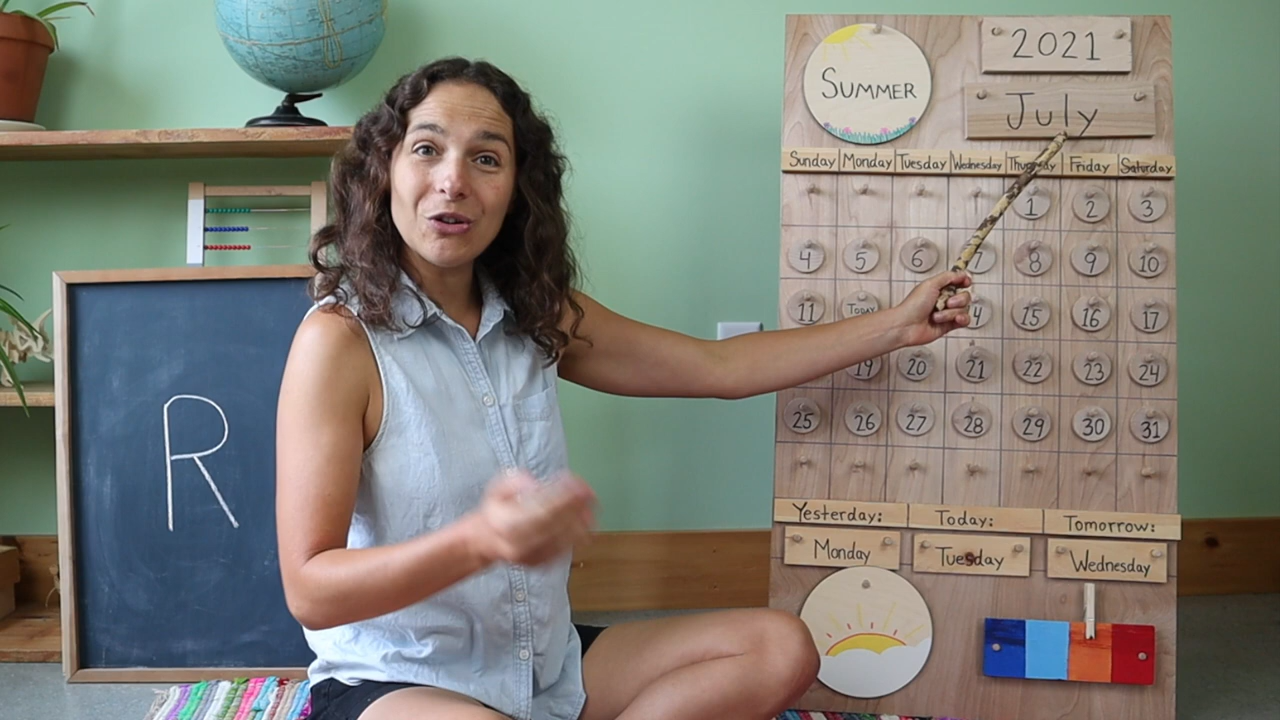 SUMMER
2021
July
Sunday Monday Tuesday Wednesday Thursday Friday Saturday
1 2 3
4 5 6 7 8 9 10
11 TODAY 14 15 16 17
19 20 21 22 23 24
25 26 27 28 29 30 31
Yesterday: Today: Tomorrow:
Monday Tuesday Wednesday
R